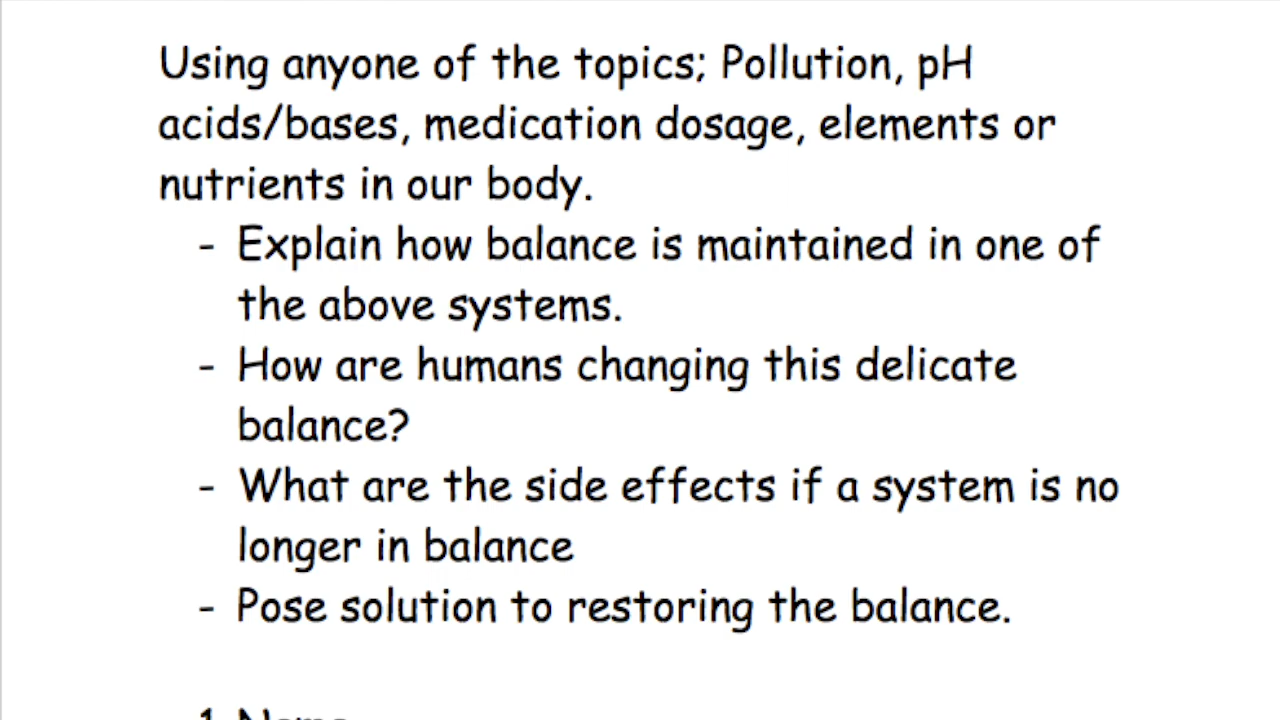 Using anyone of the topics; Pollution, pH
acids/bases, medication dosage, elements or
nutrients in our body.
- Explain how balance is maintained in one of
the above systems.
- How are humans changing this delicate
balance?
- What are the side effects if a system is no
longer in balance
- Pose solution to restoring the balance.
1 Name